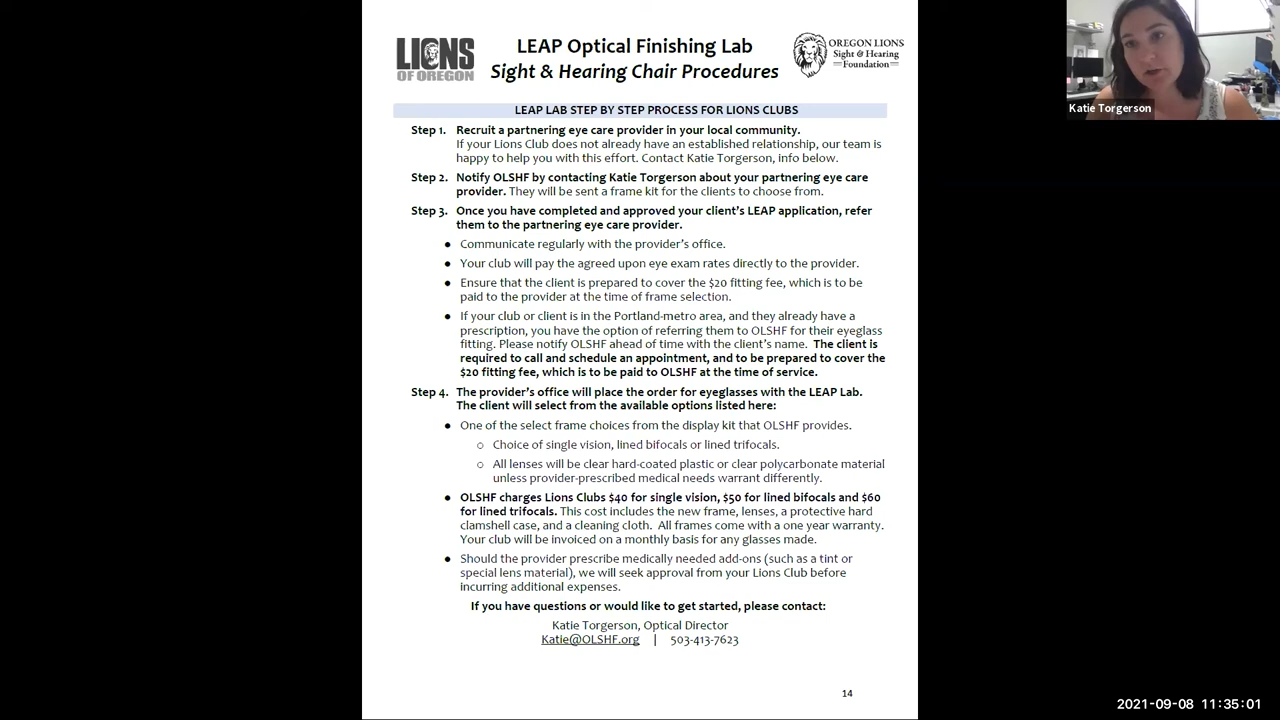 LIONS
OF OREGON
LEAP Optical Finishing Lab
Sight & Hearing Chair Procedures
OREGON LIONS
Sight & Hearing
Foundation
Katie Torgerson
LEAP LAB STEP BY STEP PROCESS FOR LIONS CLUBS
Step 1. Recruit a partnering eye care provider in your local community.
If your Lions Club does not already have an established relationship, our team is
happy to help you with this effort. Contact Katie Torgerson, info below.
Step 2. Notify OLSHF by contacting Katie Torgerson about your partnering eye care
provider. They will be sent a frame kit for the clients to choose from.
Step 3. Once you have completed and approved your client's LEAP application, refer
them to the partnering eye care provider.
● Communicate regularly with the provider's office.
● Your club will pay the agreed upon eye exam rates directly to the provider.
● Ensure that the client is prepared to cover the $20 fitting fee, which is to be
paid to the provider at the time of frame selection.
● If your club or client is in the Portland-metro area, and they already have a
prescription, you have the option of referring them to OLSHF for their eyeglass
fitting. Please notify OLSHF ahead of time with the client's name. The client is
required to call and schedule an appointment, and to be prepared to cover the
$20 fitting fee, which is to be paid to OLSHF at the time of service.
Step 4. The provider's office will place the order for eyeglasses with the LEAP Lab.
The client will select from the available options listed here:
● One of the select frame choices from the display kit that OLSHF provides.
○ Choice of single vision, lined bifocals or lined trifocals.
○ All lenses will be clear hard-coated plastic or clear polycarbonate material
unless provider-prescribed medical needs warrant differently.
● OLSHF charges Lions Clubs $40 for single vision, $50 for lined bifocals and $60
for lined trifocals. This cost includes the new frame, lenses, a protective hard
clamshell case, and a cleaning cloth. All frames come with a one year warranty.
Your club will be invoiced on a monthly basis for any glasses made.
● Should the provider prescribe medically needed add-ons (such as a tint or
special lens material), we will seek approval from your Lions Club before
incurring additional expenses.
If you have questions or would like to get started, please contact:
Katie Torgerson, Optical Director
Katie@OLSHF.org | 503-413-7623
14
2021-09-08 11:35:01